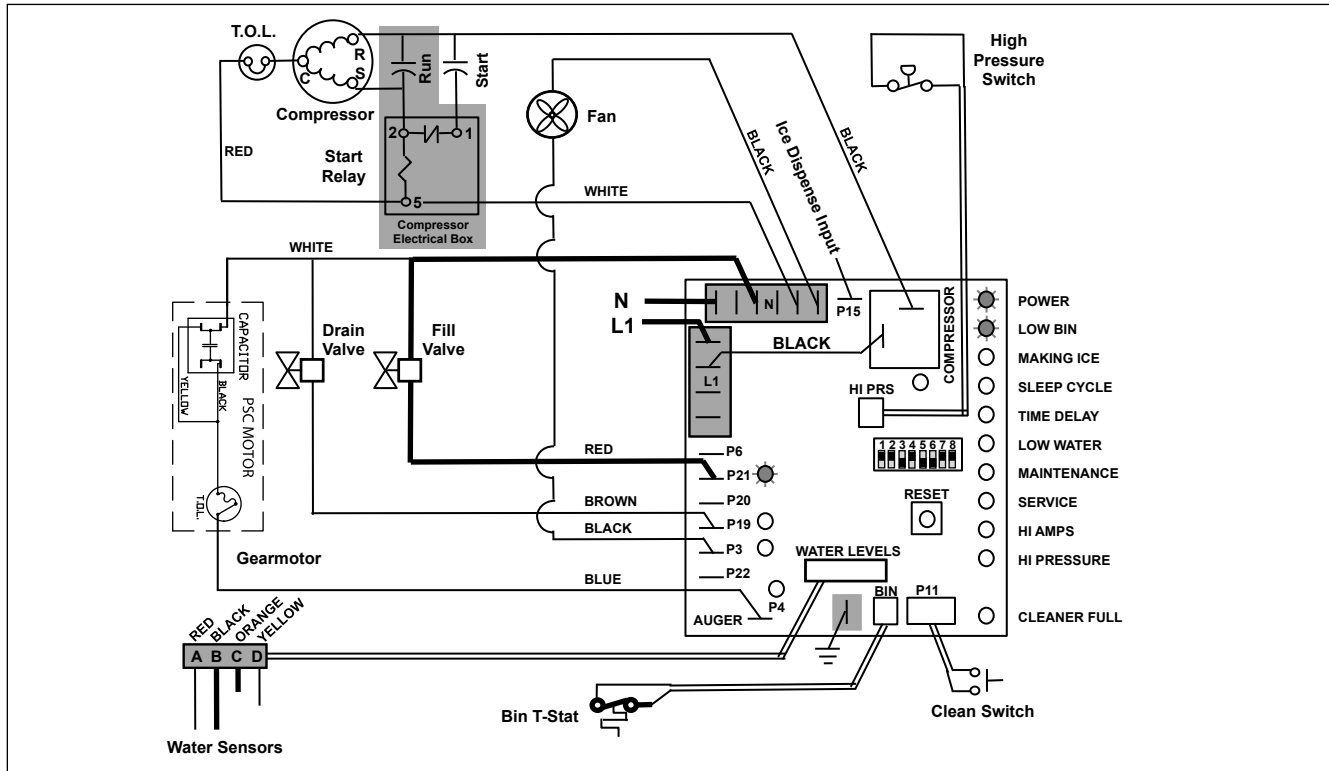 T.O.L.
R
C
S
Run
Start
Compressor
2
1
Start
Relay
RED
5
Compressor
Electrical Box
Fan
BLACK
Ice Dispense Input
BLACK
High
Pressure
Switch
WHITE
WHITE
N
L1
N
P15
COMPRESSOR
BLACK
L1
HI PRS
CAPACITOR
YELLOW
BLACK
PSC MOTOR
T.O.L.
Gearmotor
Drain
Valve
Fill
Valve
RED
P6
P21
P20
BROWN
P19
BLACK
P3
P22
BLUE
P4
AUGER
1 2 3 4 5 6 7 8
RESET
WATER LEVELS
BIN
P11
POWER
LOW BIN
MAKING ICE
SLEEP CYCLE
TIME DELAY
LOW WATER
MAINTENANCE
SERVICE
HI AMPS
HI PRESSURE
CLEANER FULL
RED
BLACK
ORANGE
YELLOW
A B C D
Water Sensors
Bin T-Stat
Clean Switch